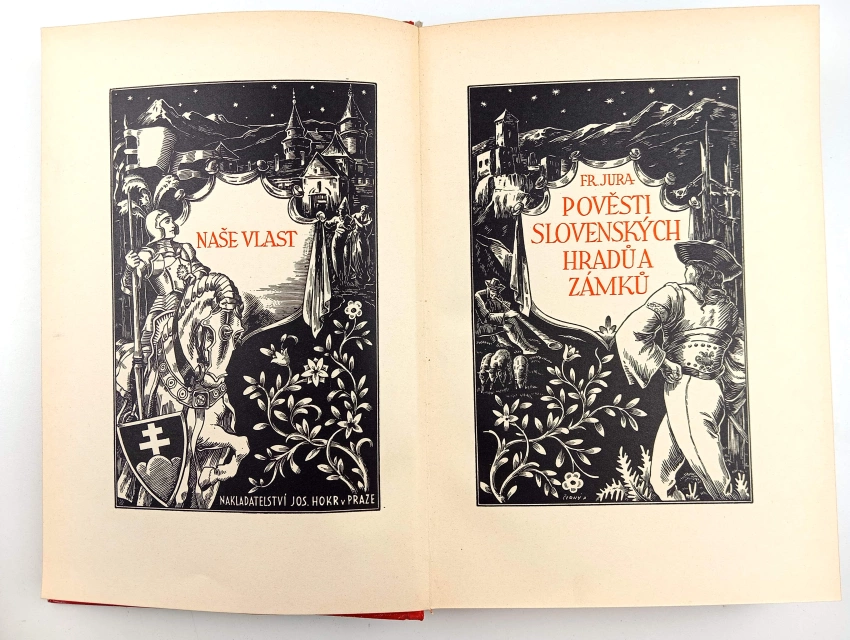 NAŠE VLAST
NAKLADATELSTVÍ JOS. HOKR V PRAZE
FR. JURA
POVĚSTI
SLOVENSKÝCH
HRADŮ A
ZÁMKŮ